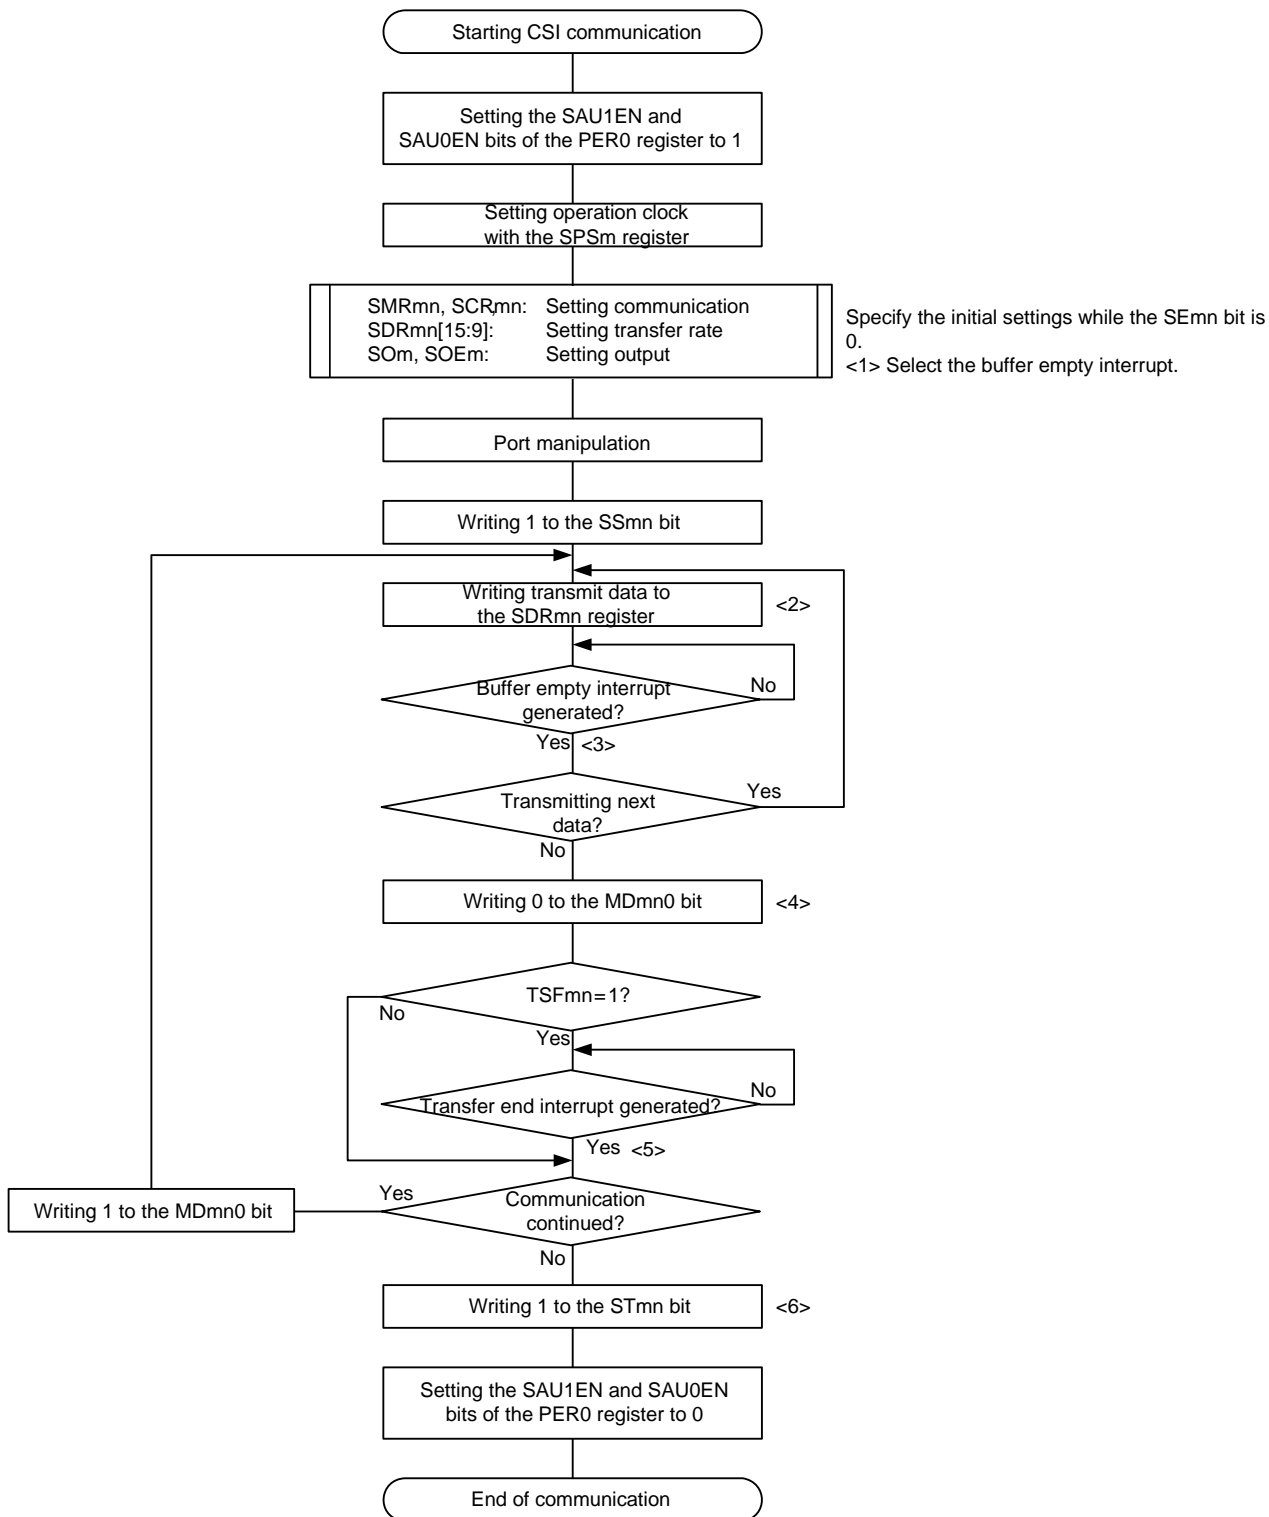 Starting CSI communication
Setting the SAU1EN and
SAU0EN bits of the PER0 register to 1
Setting operation clock
with the SPSm register
SMRmn, SCRmn: Setting communication
SDRmn[15:9]: Setting transfer rate
SOm, SOEm: Setting output
Specify the initial settings while the SEmn bit is
0.
<1> Select the buffer empty interrupt.
Port manipulation
Writing 1 to the SSmn bit
Writing transmit data to
the SDRmn register
<2>
Buffer empty interrupt
generated?
No
Yes <3>
Transmitting next
data?
Yes
No
Writing 0 to the MDmn0 bit
<4>
TSFmn=1?
No
Yes
Transfer end interrupt generated?
No
Yes <5>
Communication
continued?
Yes
Writing 1 to the MDmn0 bit
No
Writing 1 to the STmn bit
<6>
Setting the SAU1EN and SAU0EN
bits of the PER0 register to 0
End of communication